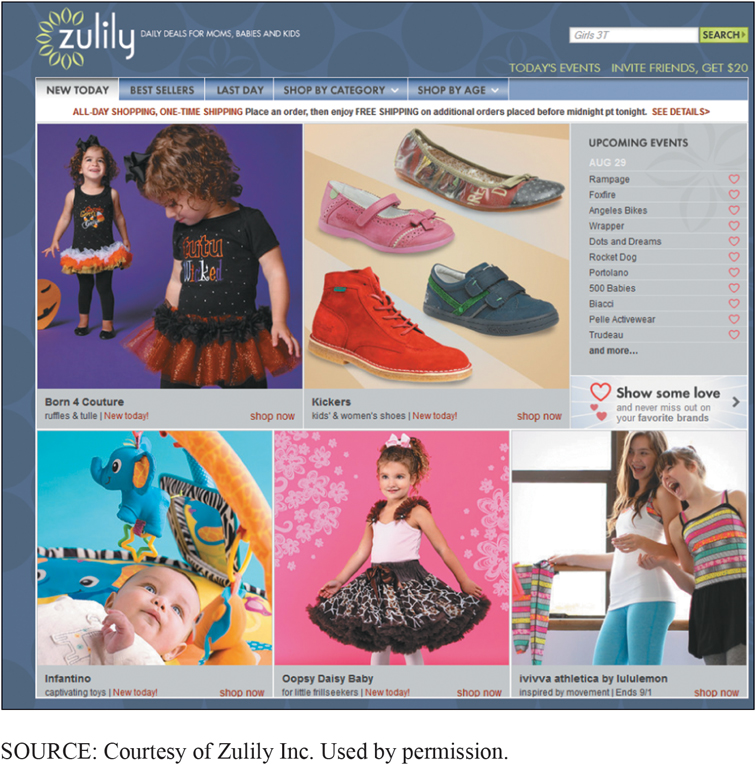 zulily DAILY DEALS FOR MOMS, BABIES AND KIDS
Girls 3T SEARCH
TODAY'S EVENTS INVITE FRIENDS, GET $20
NEW TODAY BEST SELLERS LAST DAY SHOP BY CATEGORY SHOP BY AGE
ALL-DAY SHOPPING, ONE-TIME SHIPPING Place an order, then enjoy FREE SHIPPING on additional orders placed before midnight pt tonight. SEE DETAILS>
UPCOMING EVENTS
AUG 29
Rampage
Foxfire
Angeles Bikes
Wrapper
Dots and Dreams
Rocket Dog
Portolano
500 Babies
Biacci
Pelle Activewear
Trudeau
and more...
Tutu
Wicked
Born 4 Couture
ruffles & tulle | New today! shop now
Kickers
kids' & women's shoes | New today! shop now
Show some love
and never miss out on
your favorite brands
Infantino
captivating toys | New today! shop now
Oopsy Daisy Baby
for little frillseekers | New today! shop now
ivivva athletica by lululemon
inspired by movement | Ends 9/1 shop now
SOURCE: Courtesy of Zulily Inc. Used by permission.